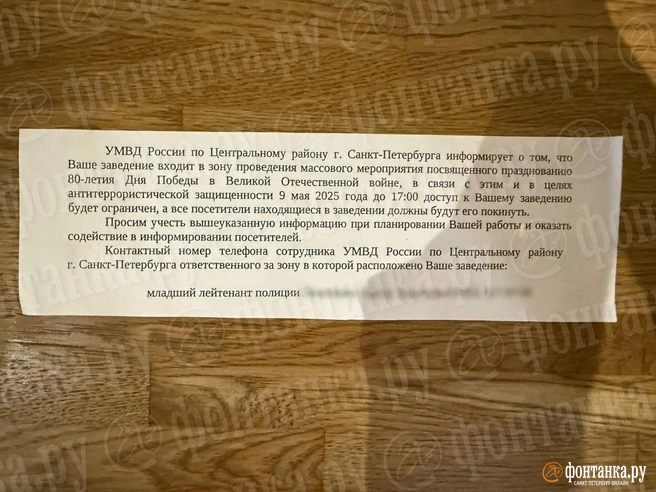 УМВД России по Центральному району г. Санкт-Петербурга информирует о том, что
Ваше заведение входит в зону проведения массового мероприятия посвященного празднованию
80-летия Дня Победы в Великой Отечественной войне, в связи с этим и в целях
антитеррористической защищенности 9 мая 2025 года до 17:00 доступ к Вашему заведению
будет ограничен, а все посетители находящиеся в заведении должны будут его покинуть.
Просим учесть вышеуказанную информацию при планировании Вашей работы и оказать
содействие в информировании посетителей.
Контактный номер телефона сотрудника УМВД России по Центральному району
г. Санкт-Петербурга ответственного за зону в которой расположено Ваше заведение:
младший лейтенант полиции
фонтанка.ру
САНКТ-ПЕТЕРБУРГ ОНЛАЙН